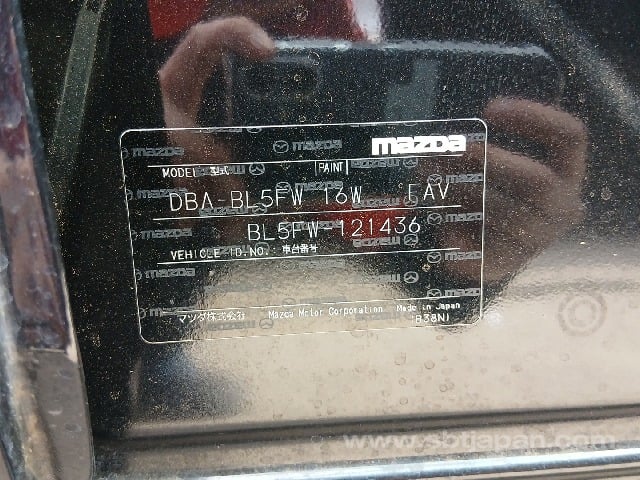 mazda
MODEL 型式 PAINT
DBA-BL5FW 16W FAV
BL5FW-121436
VEHICLE ID.NO.: 車台番号
マツダ株式会社 Mazda Motor Corporation Made in Japan
(B38N)
www.sbtjapan.com